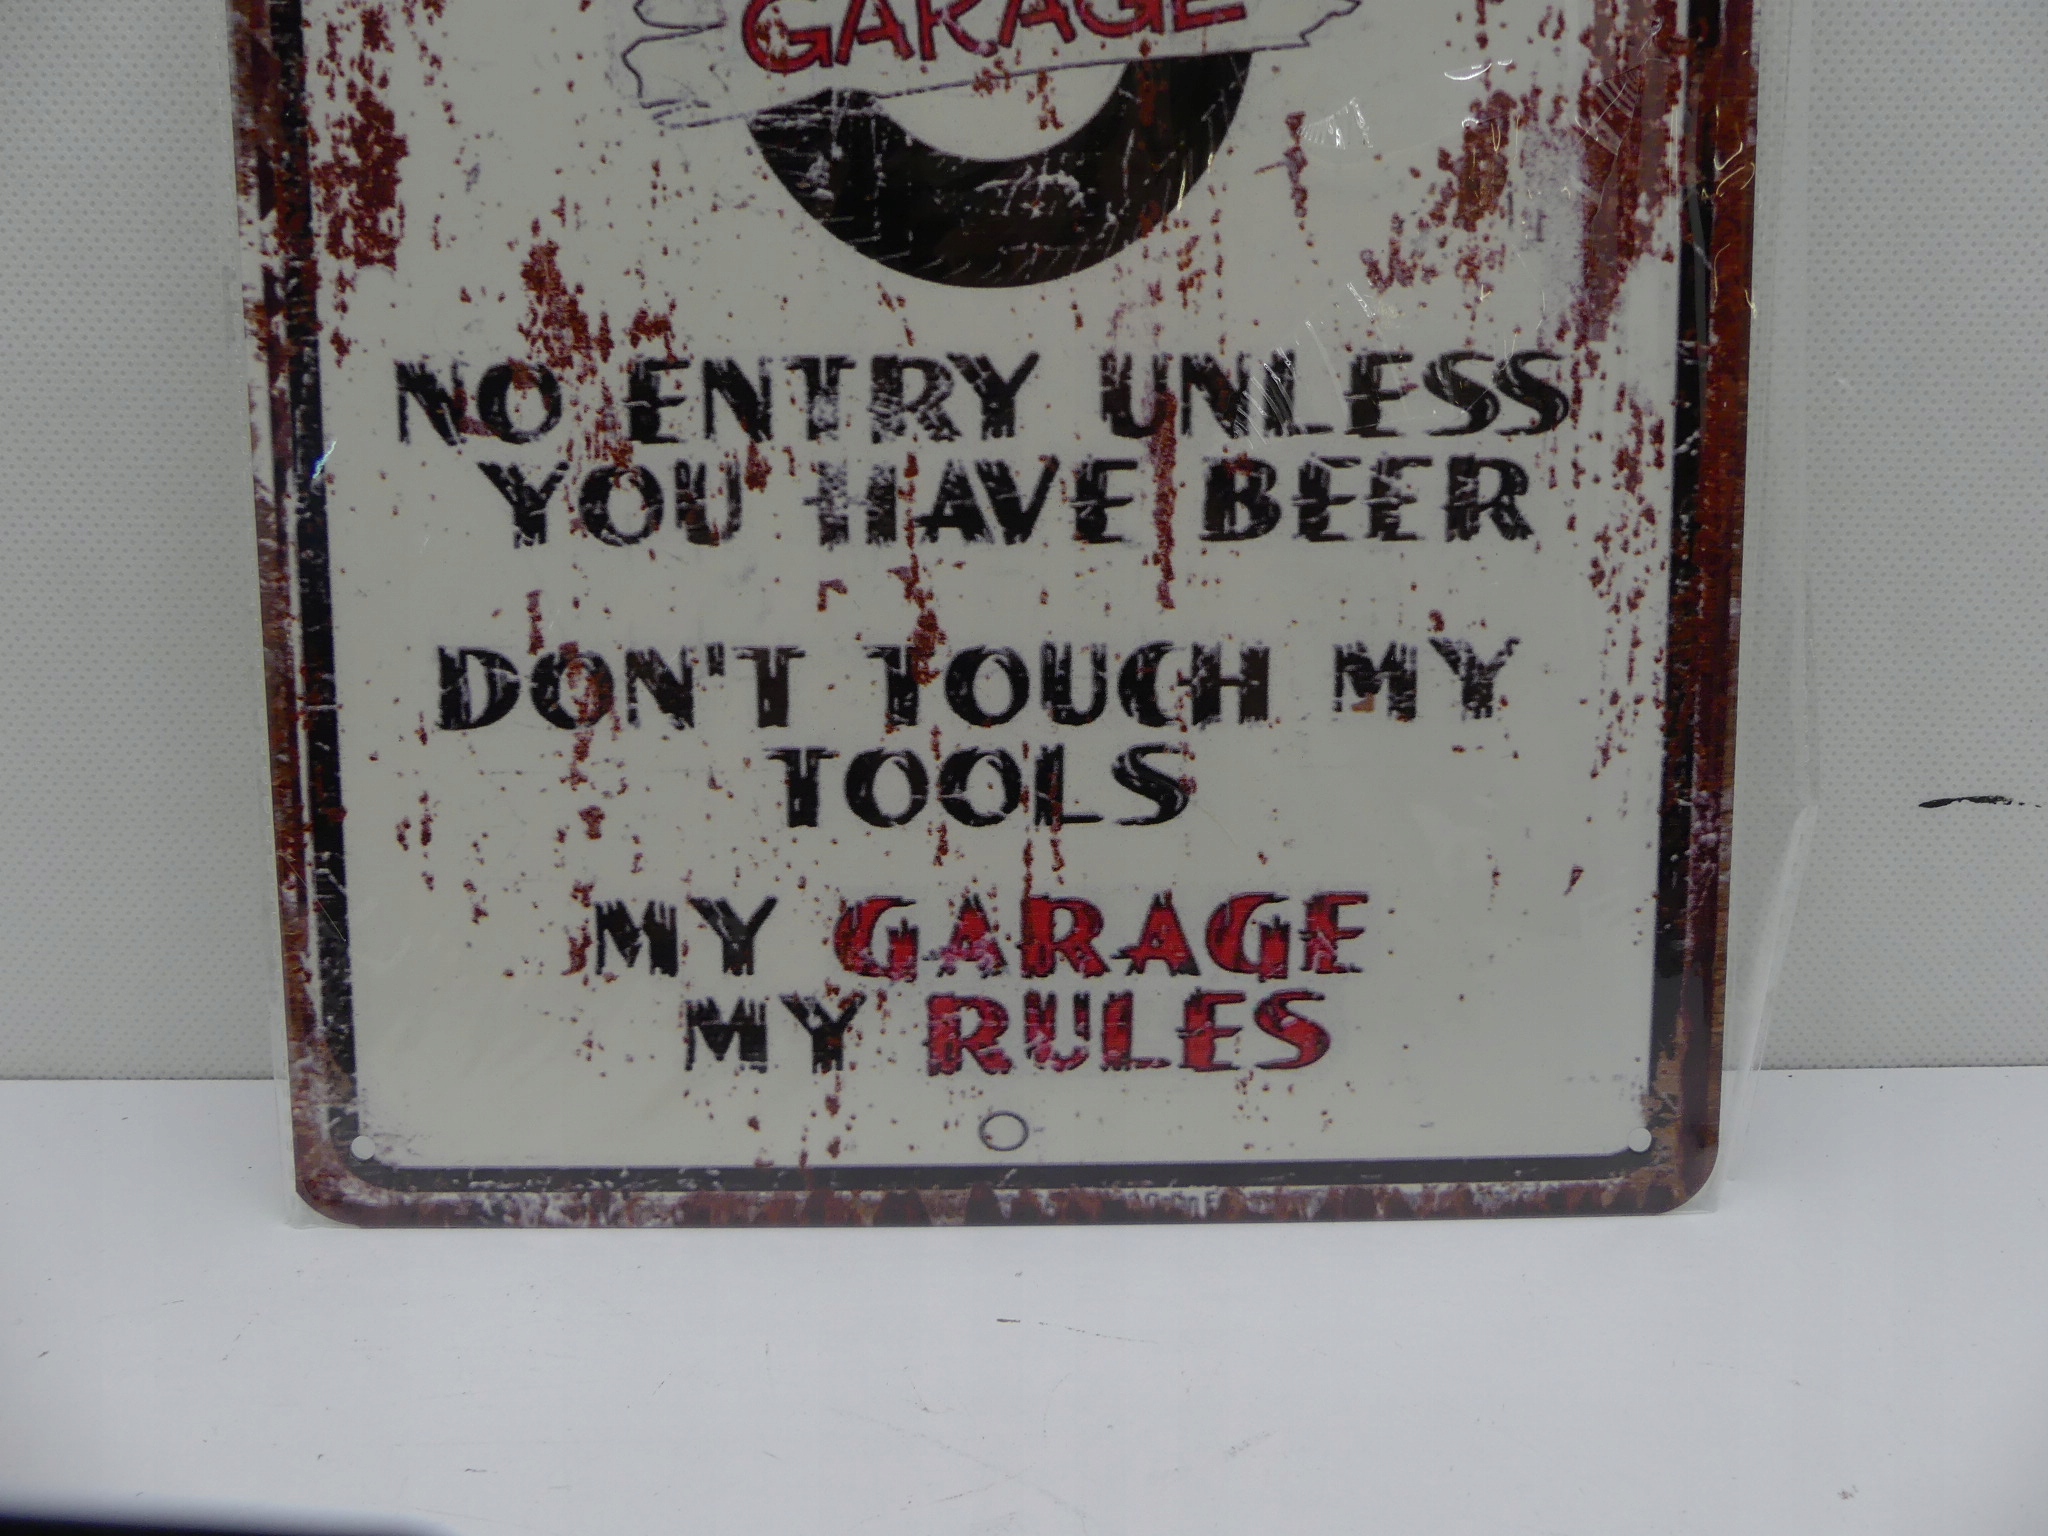 GARAGE
NO ENTRY UNLESS
YOU HAVE BEER
DON'T TOUCH MY
TOOLS
MY GARAGE
MY RULES